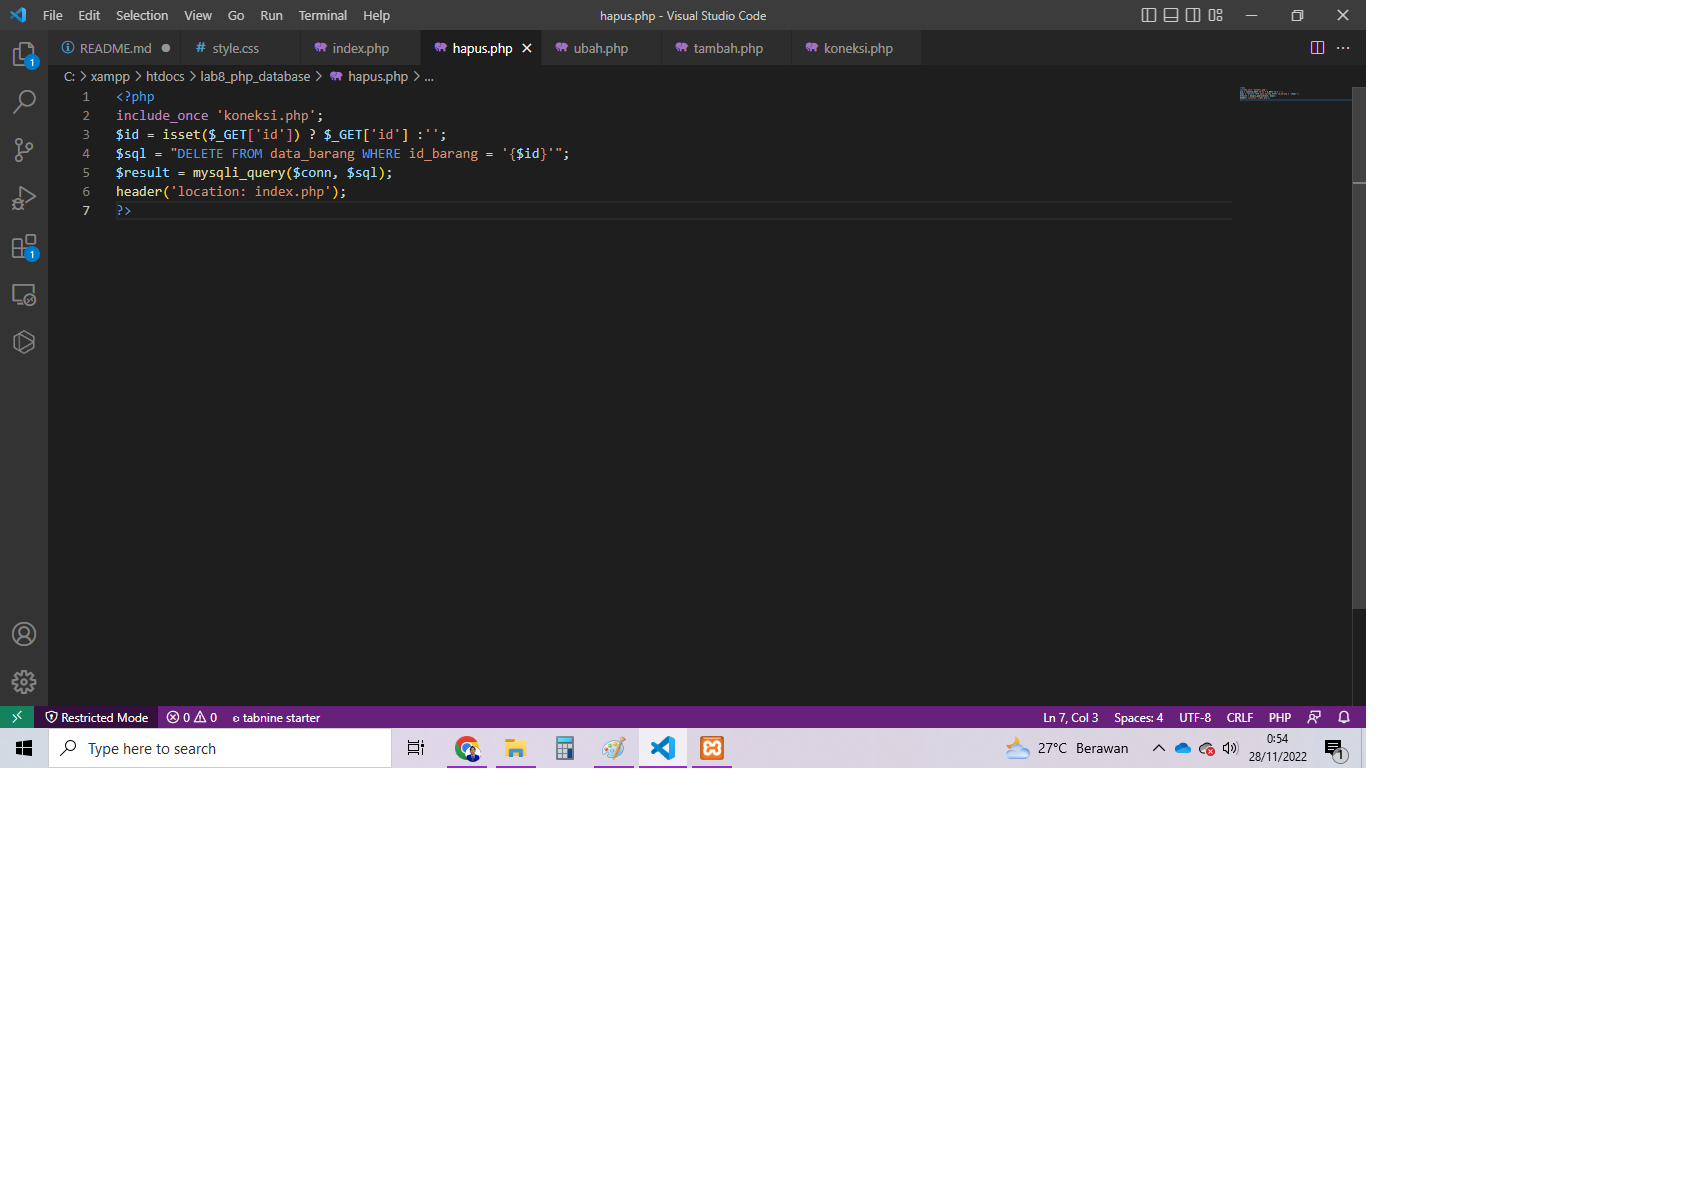 File Edit Selection View Go Run Terminal Help hapus.php - Visual Studio Code
README.md # style.css index.php hapus.php ubah.php tambah.php koneksi.php
C: > xampp > htdocs > lab8_php_database > hapus.php > ...
1 <?php
2 include_once 'koneksi.php';
3 $id = isset($_GET['id']) ? $_GET['id'] :'';
4 $sql = "DELETE FROM data_barang WHERE id_barang = '{$id}'";
5 $result = mysqli_query($conn, $sql);
6 header('location: index.php');
7 ?>
1
1
Restricted Mode 0 0 tabnine starter Ln 7, Col 3 Spaces: 4 UTF-8 CRLF PHP
Type here to search 27°C Berawan 0:54
28/11/2022 1